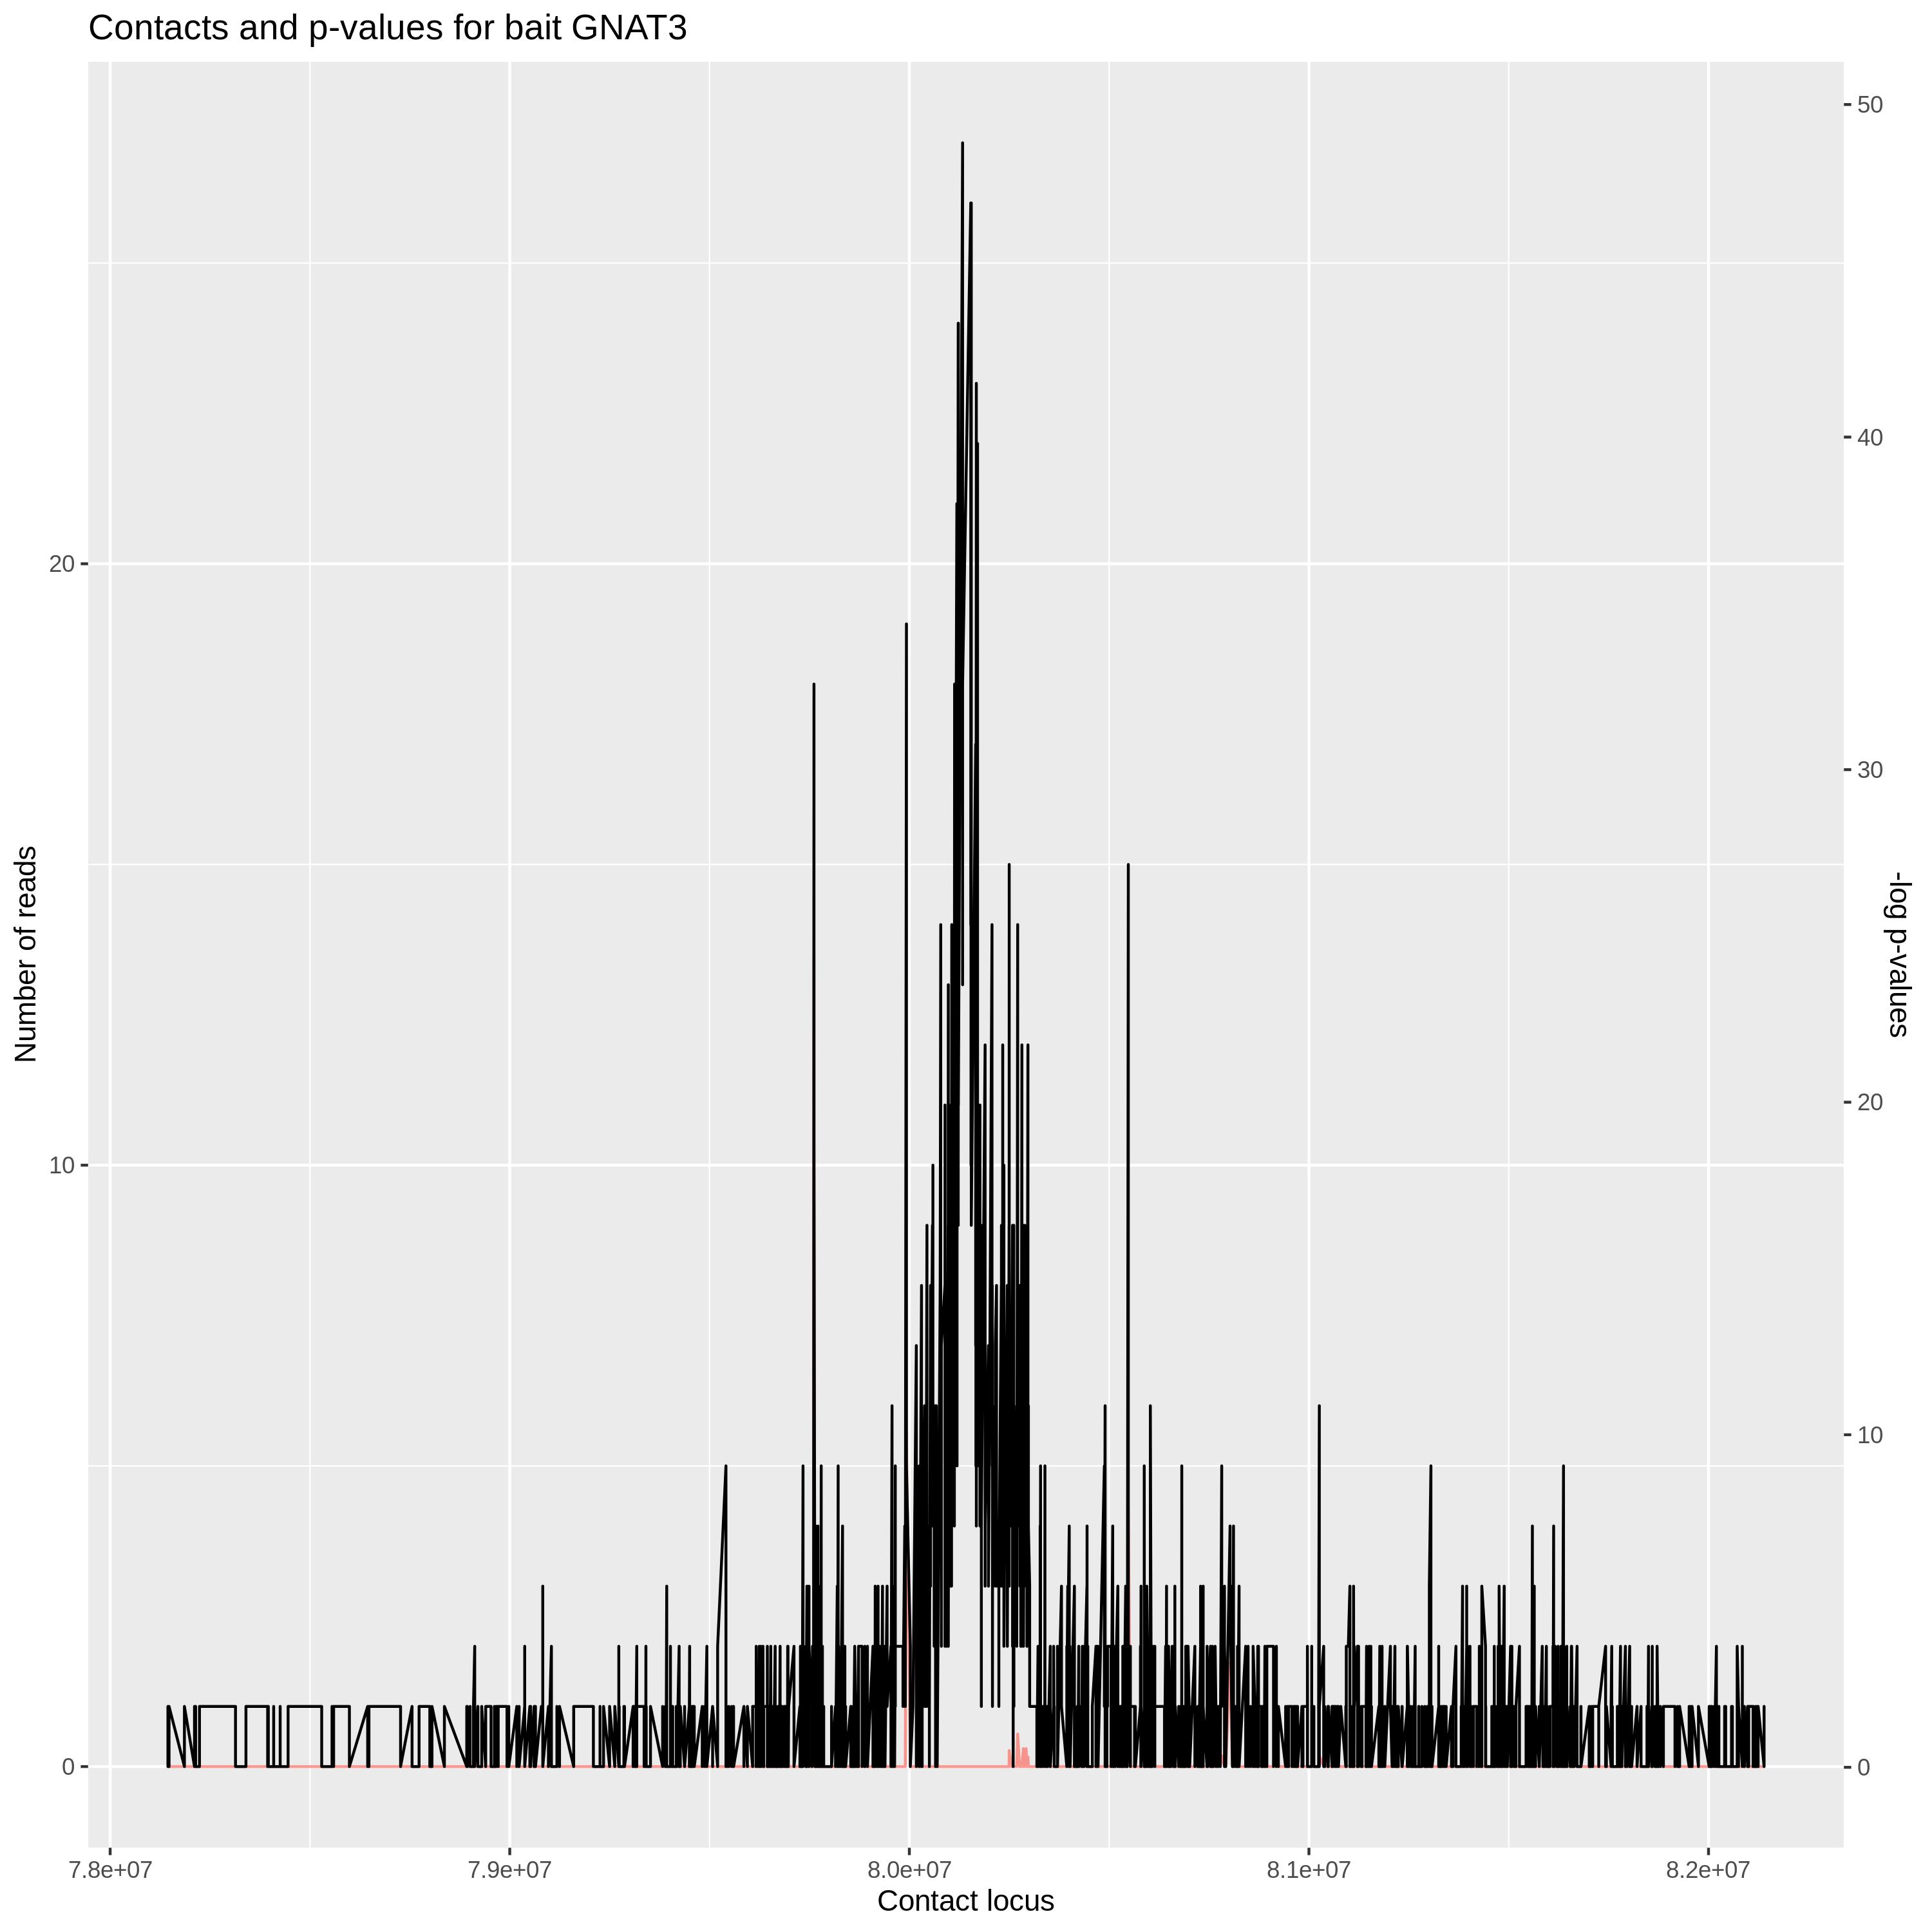 Contacts and p-values for bait GNAT3
50
40
30
20
10
0
-log p-values
20
10
0
Number of reads
7.8e+07 7.9e+07 8.0e+07 8.1e+07 8.2e+07
Contact locus